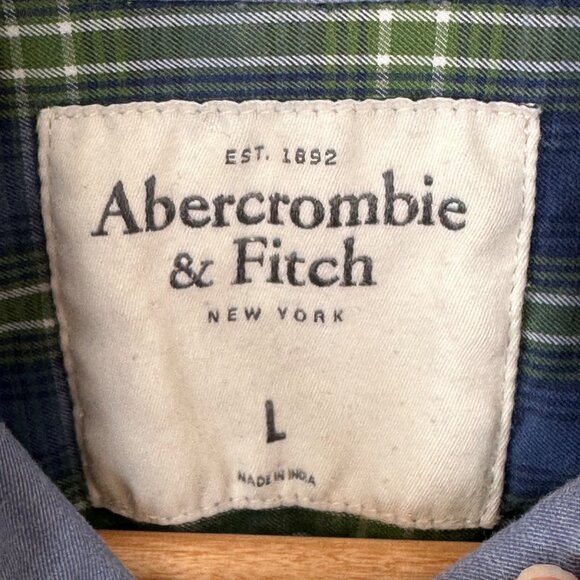 EST. 1892
Abercrombie
& Fitch
NEW YORK
L
MADE IN INDIA